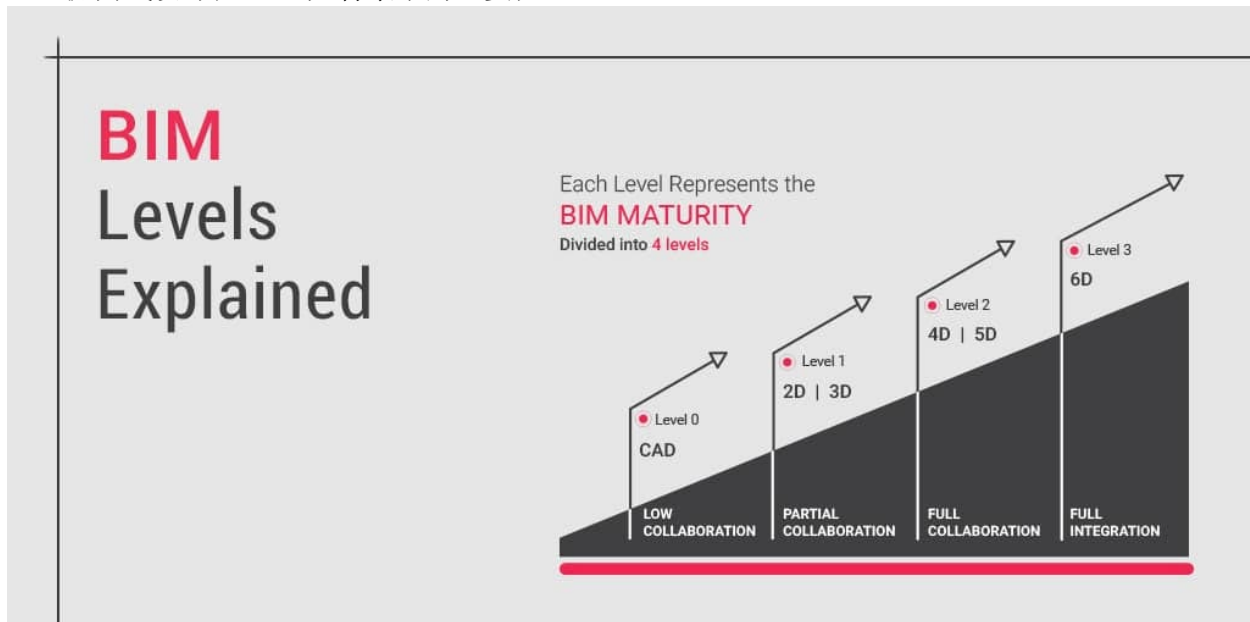 BIM
Levels
Explained
Each Level Represents the
BIM MATURITY
Divided into 4 levels
Level 0
CAD
LOW
COLLABORATION
Level 1
2D | 3D
PARTIAL
COLLABORATION
Level 2
4D | 5D
FULL
COLLABORATION
Level 3
6D
FULL
INTEGRATION